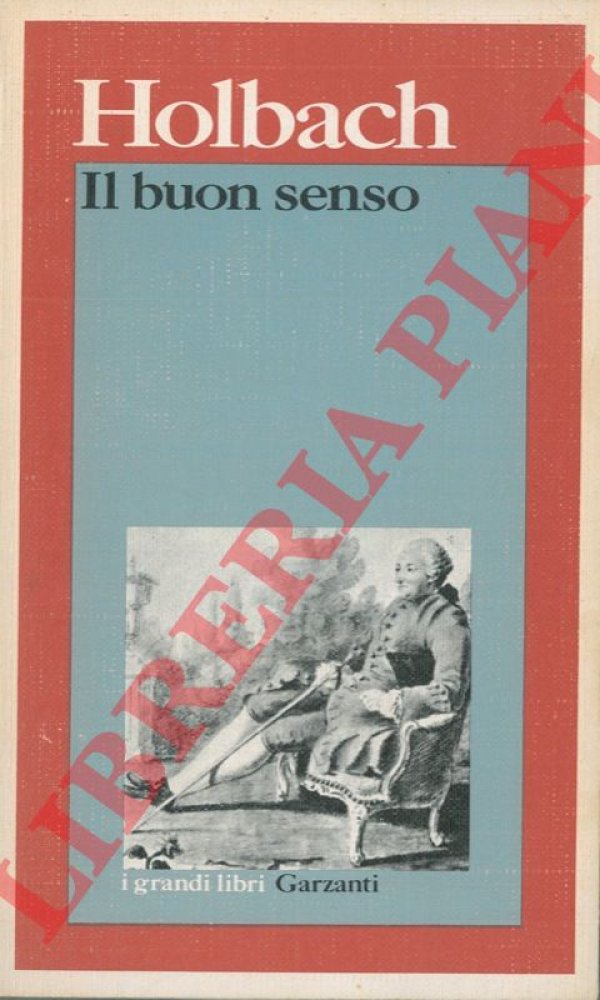 Holbach
Il buon senso
i grandi libri Garzanti
LIBRERIA PIANI